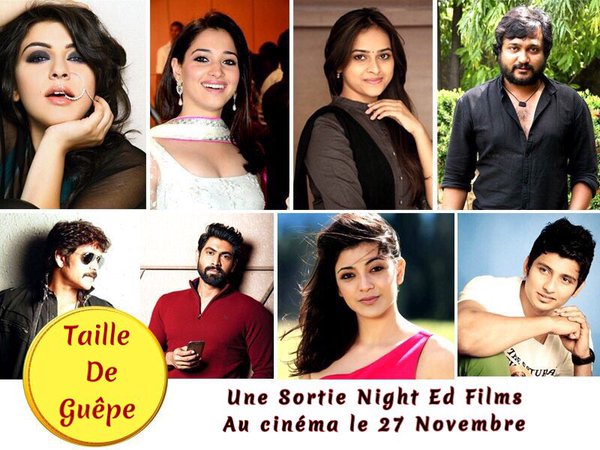 Taille
De
Guêpe
Une Sortie Night Ed Films
Au cinéma le 27 Novembre